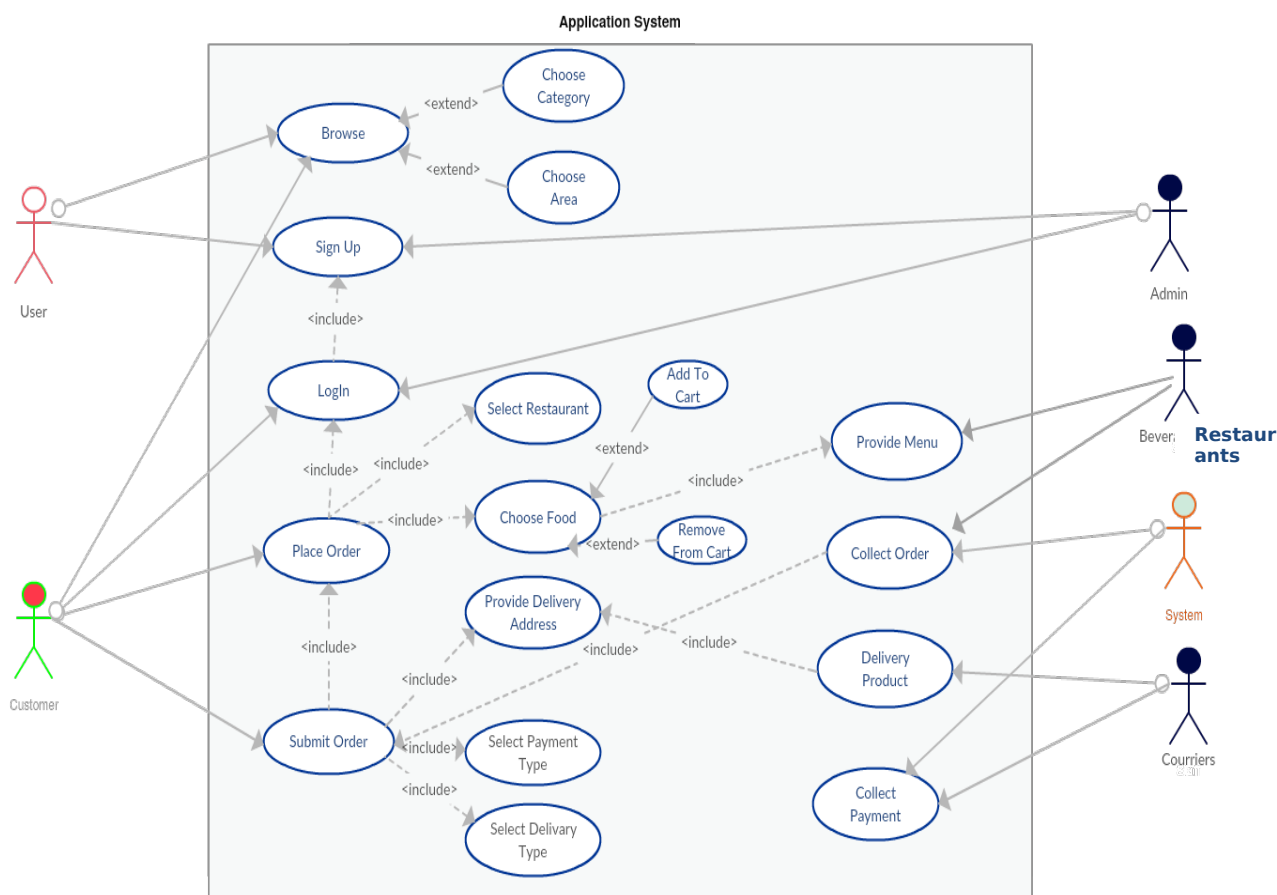 Application System
Choose
Category
<extend>
Browse
<extend>
Choose
Area
Sign Up
User
Admin
<include>
LogIn
Add To
Cart
Select Restaurant
Provide Menu
Restaur
ants
<extend>
<include>
<include>
<include>
Choose Food
<include>
Remove
From Cart
<extend>
Place Order
Collect Order
Provide Delivery
Address
System
<include>
<include>
<include>
Delivery
Product
<include>
Customer
Submit Order
<include>
Select Payment
Type
Courriers
<include>
Collect
Payment
Select Delivary
Type